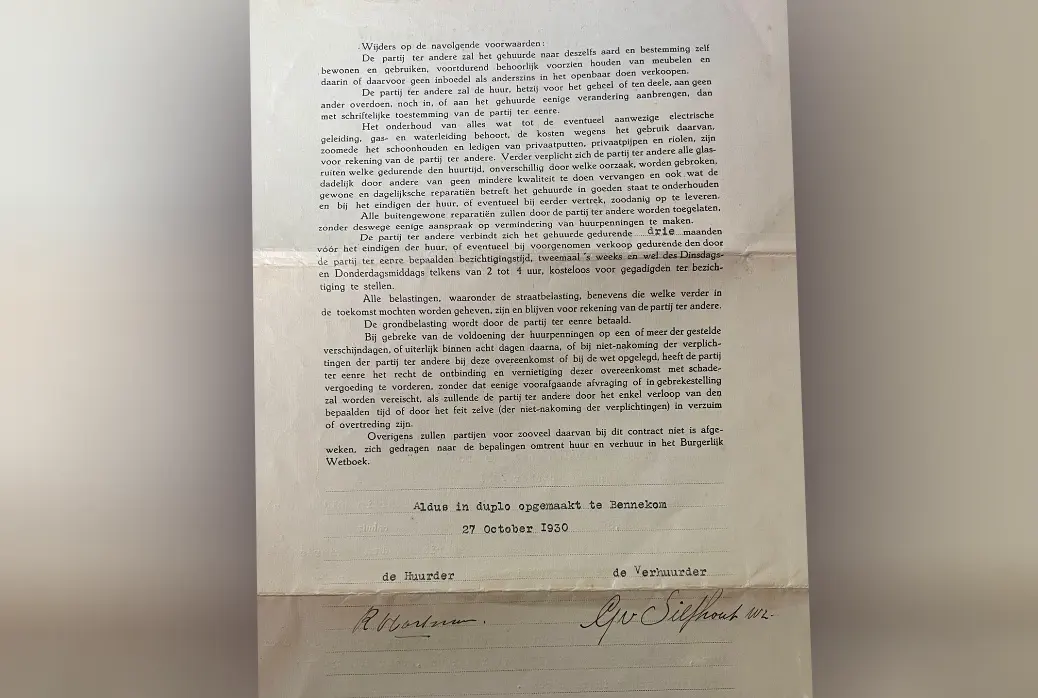 Wijders op de navolgende voorwaarden:
De partij ter andere zal het gehuurde naar deszelfs aard en bestemming zelf
bewonen en gebruiken, voortdurend behoorlijk voorzien houden van meubelen en
daarin of daarvoor geen inboedel als anderszins in het openbaar doen verkoopen.
De partij ter andere zal de huur, hetzij voor het geheel of ten deele, aan geen
ander overdoen, noch in, of aan het gehuurde eenige verandering aanbrengen, dan
met schriftelijke toestemming van de partij ter eenre.
Het onderhoud van alles wat tot de eventueel aanwezige electrische
geleiding, gas- en waterleiding behoort, de kosten wegens het gebruik daarvan,
zoomede het schoonhouden en ledigen van privaatputten, privaatpijpen en riolen, zijn
voor rekening van de partij ter andere. Verder verplicht zich de partij ter andere alle glas-
ruiten welke gedurende den huurtijd, onverschillig door welke oorzaak, worden gebroken,
dadelijk door andere van geen mindere kwaliteit te doen vervangen en ook wat de
gewone en dagelijksche reparatiën betreft het gehuurde in goeden staat te onderhouden
en bij het eindigen der huur, of eventueel bij eerder vertrek, zoodanig op te leveren.
Alle buitengewone reparatiën zullen door de partij ter andere worden toegelaten,
zonder deswege eenige aanspraak op vermindering van huurpenningen te maken.
De partij ter andere verbindt zich het gehuurde gedurende drie maanden
vóór het eindigen der huur, of eventueel bij voorgenomen verkoop gedurende den door
de partij ter eenre bepaalden bezichtigingstijd, tweemaal 's weeks en wel des Dinsdags-
en Donderdagsmiddags telkens van 2 tot 4 uur, kosteloos voor gegadigden ter bezich-
tiging te stellen.
Alle belastingen, waaronder de straatbelasting, benevens die welke verder in
de toekomst mochten worden geheven, zijn en blijven voor rekening van de partij ter andere.
De grondbelasting wordt door de partij ter eenre betaald.
Bij gebreke van de voldoening der huurpenningen op een of meer der gestelde
verschijndagen, of uiterlijk binnen acht dagen daarna, of bij niet-nakoming der verplich-
tingen der partij ter andere bij deze overeenkomst of bij de wet opgelegd, heeft de partij
ter eenre het recht de ontbinding en vernietiging dezer overeenkomst met schade-
vergoeding te vorderen, zonder dat eenige voorafgaande afvraging of in gebrekestelling
zal worden vereischt, als zullende de partij ter andere door het enkel verloop van den
bepaalden tijd of door het feit zelve (der niet-nakoming der verplichtingen) in verzuim
of overtreding zijn.
Overigens zullen partijen voor zooveel daarvan bij dit contract niet is afge-
weken, zich gedragen naar de bepalingen omtrent huur en verhuur in het Burgerlijk
Wetboek.
Aldus in duplo opgemaakt te Bennekom
27 October 1930
de Huurder de Verhuurder